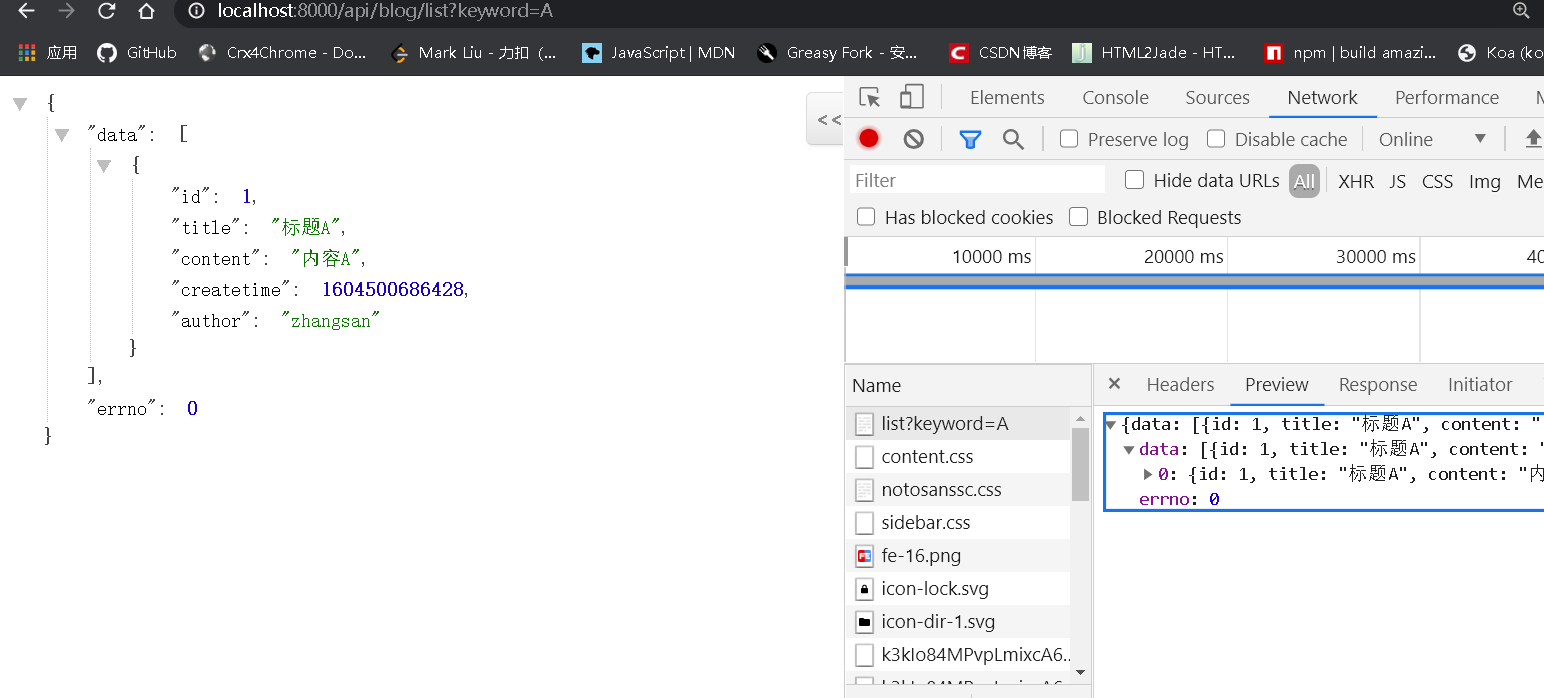 localhost:8000/api/blog/list?keyword=A
应用 GitHub Crx4Chrome - Do... Mark Liu - 力扣 (... JavaScript | MDN Greasy Fork - 安... CSDN博客 HTML2Jade - HT... npm | build amazi... Koa (ko
{
"data": [
{
"id": 1,
"title": "标题A",
"content": "内容A",
"createtime": 1604500686428,
"author": "zhangsan"
}
],
"errno": 0
}
<<
Elements Console Sources Network Performance M
Preserve log Disable cache Online
Filter Hide data URLs All XHR JS CSS Img Me
Has blocked cookies Blocked Requests
10000 ms 20000 ms 30000 ms 40
Name
list?keyword=A
content.css
notosanssc.css
sidebar.css
fe-16.png
icon-lock.svg
icon-dir-1.svg
k3kIo84MPvpLmixcA6..
× Headers Preview Response Initiator
{data: [{id: 1, title: "标题A", content: "
data: [{id: 1, title: "标题A", content: "
0: {id: 1, title: "标题A", content: "内
errno: 0